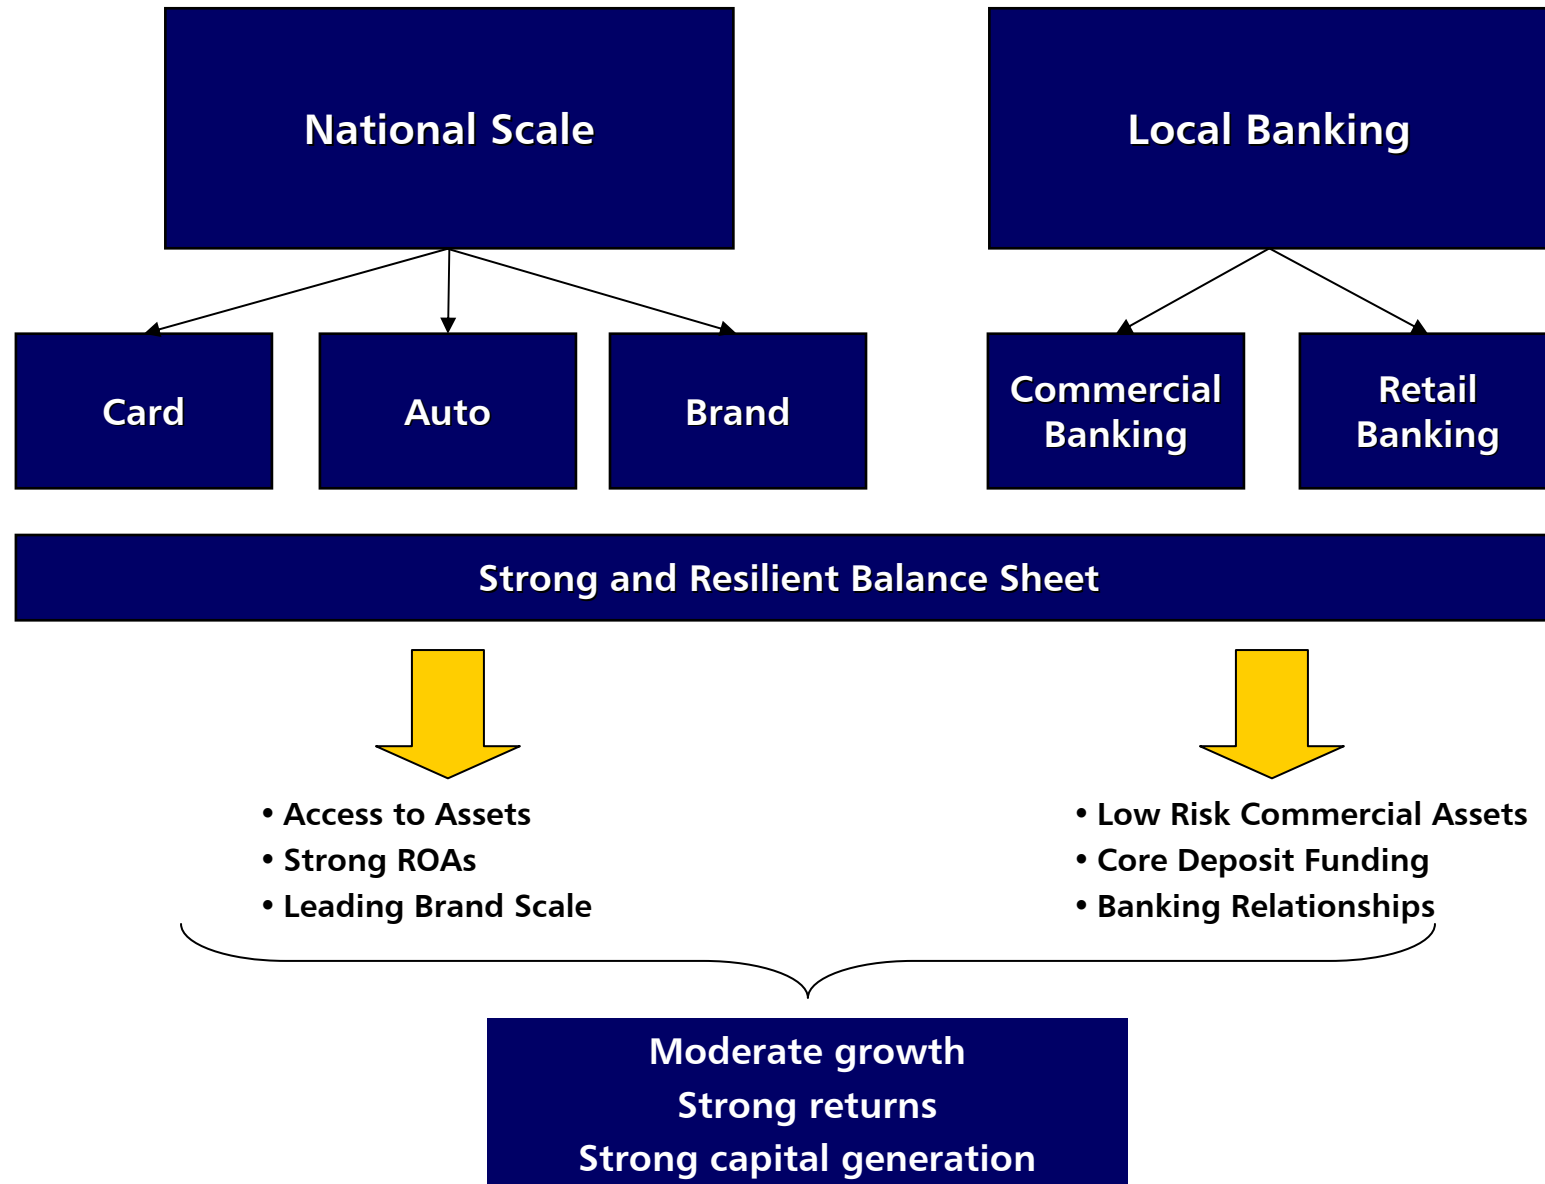 National Scale
Local Banking
Card
Auto
Brand
Commercial
Banking
Retail
Banking
Strong and Resilient Balance Sheet
• Access to Assets
• Strong ROAs
• Leading Brand Scale
• Low Risk Commercial Assets
• Core Deposit Funding
• Banking Relationships
Moderate growth
Strong returns
Strong capital generation